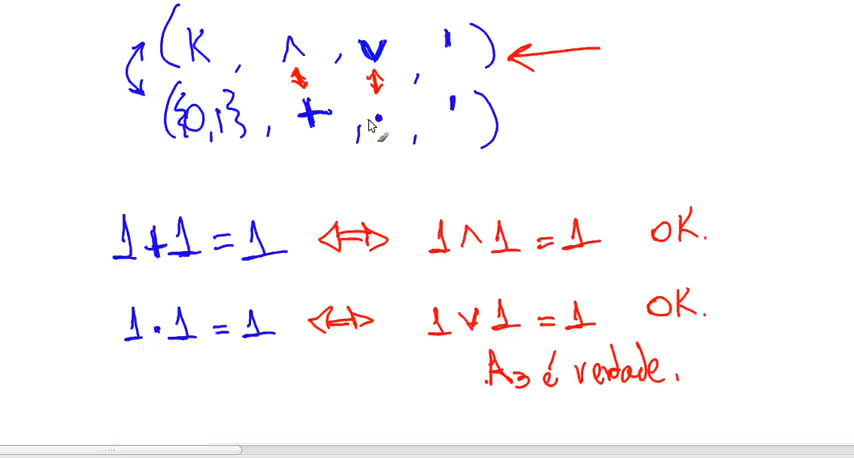 (K, ∧, ∨, ')
({0,1}, +, ·, ')
1+1=1 ⇔ 1∧1=1 OK.
1·1=1 ⇔ 1∨1=1 OK.
A3 é verdade.